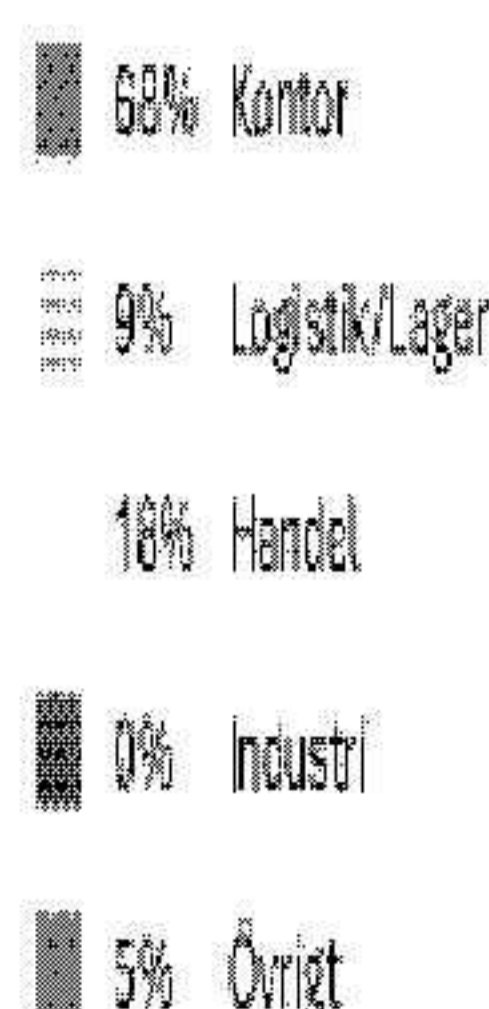 68% Kontor
9% Logistik/Lager
18% Handel
0% Industri
5% Övrigt